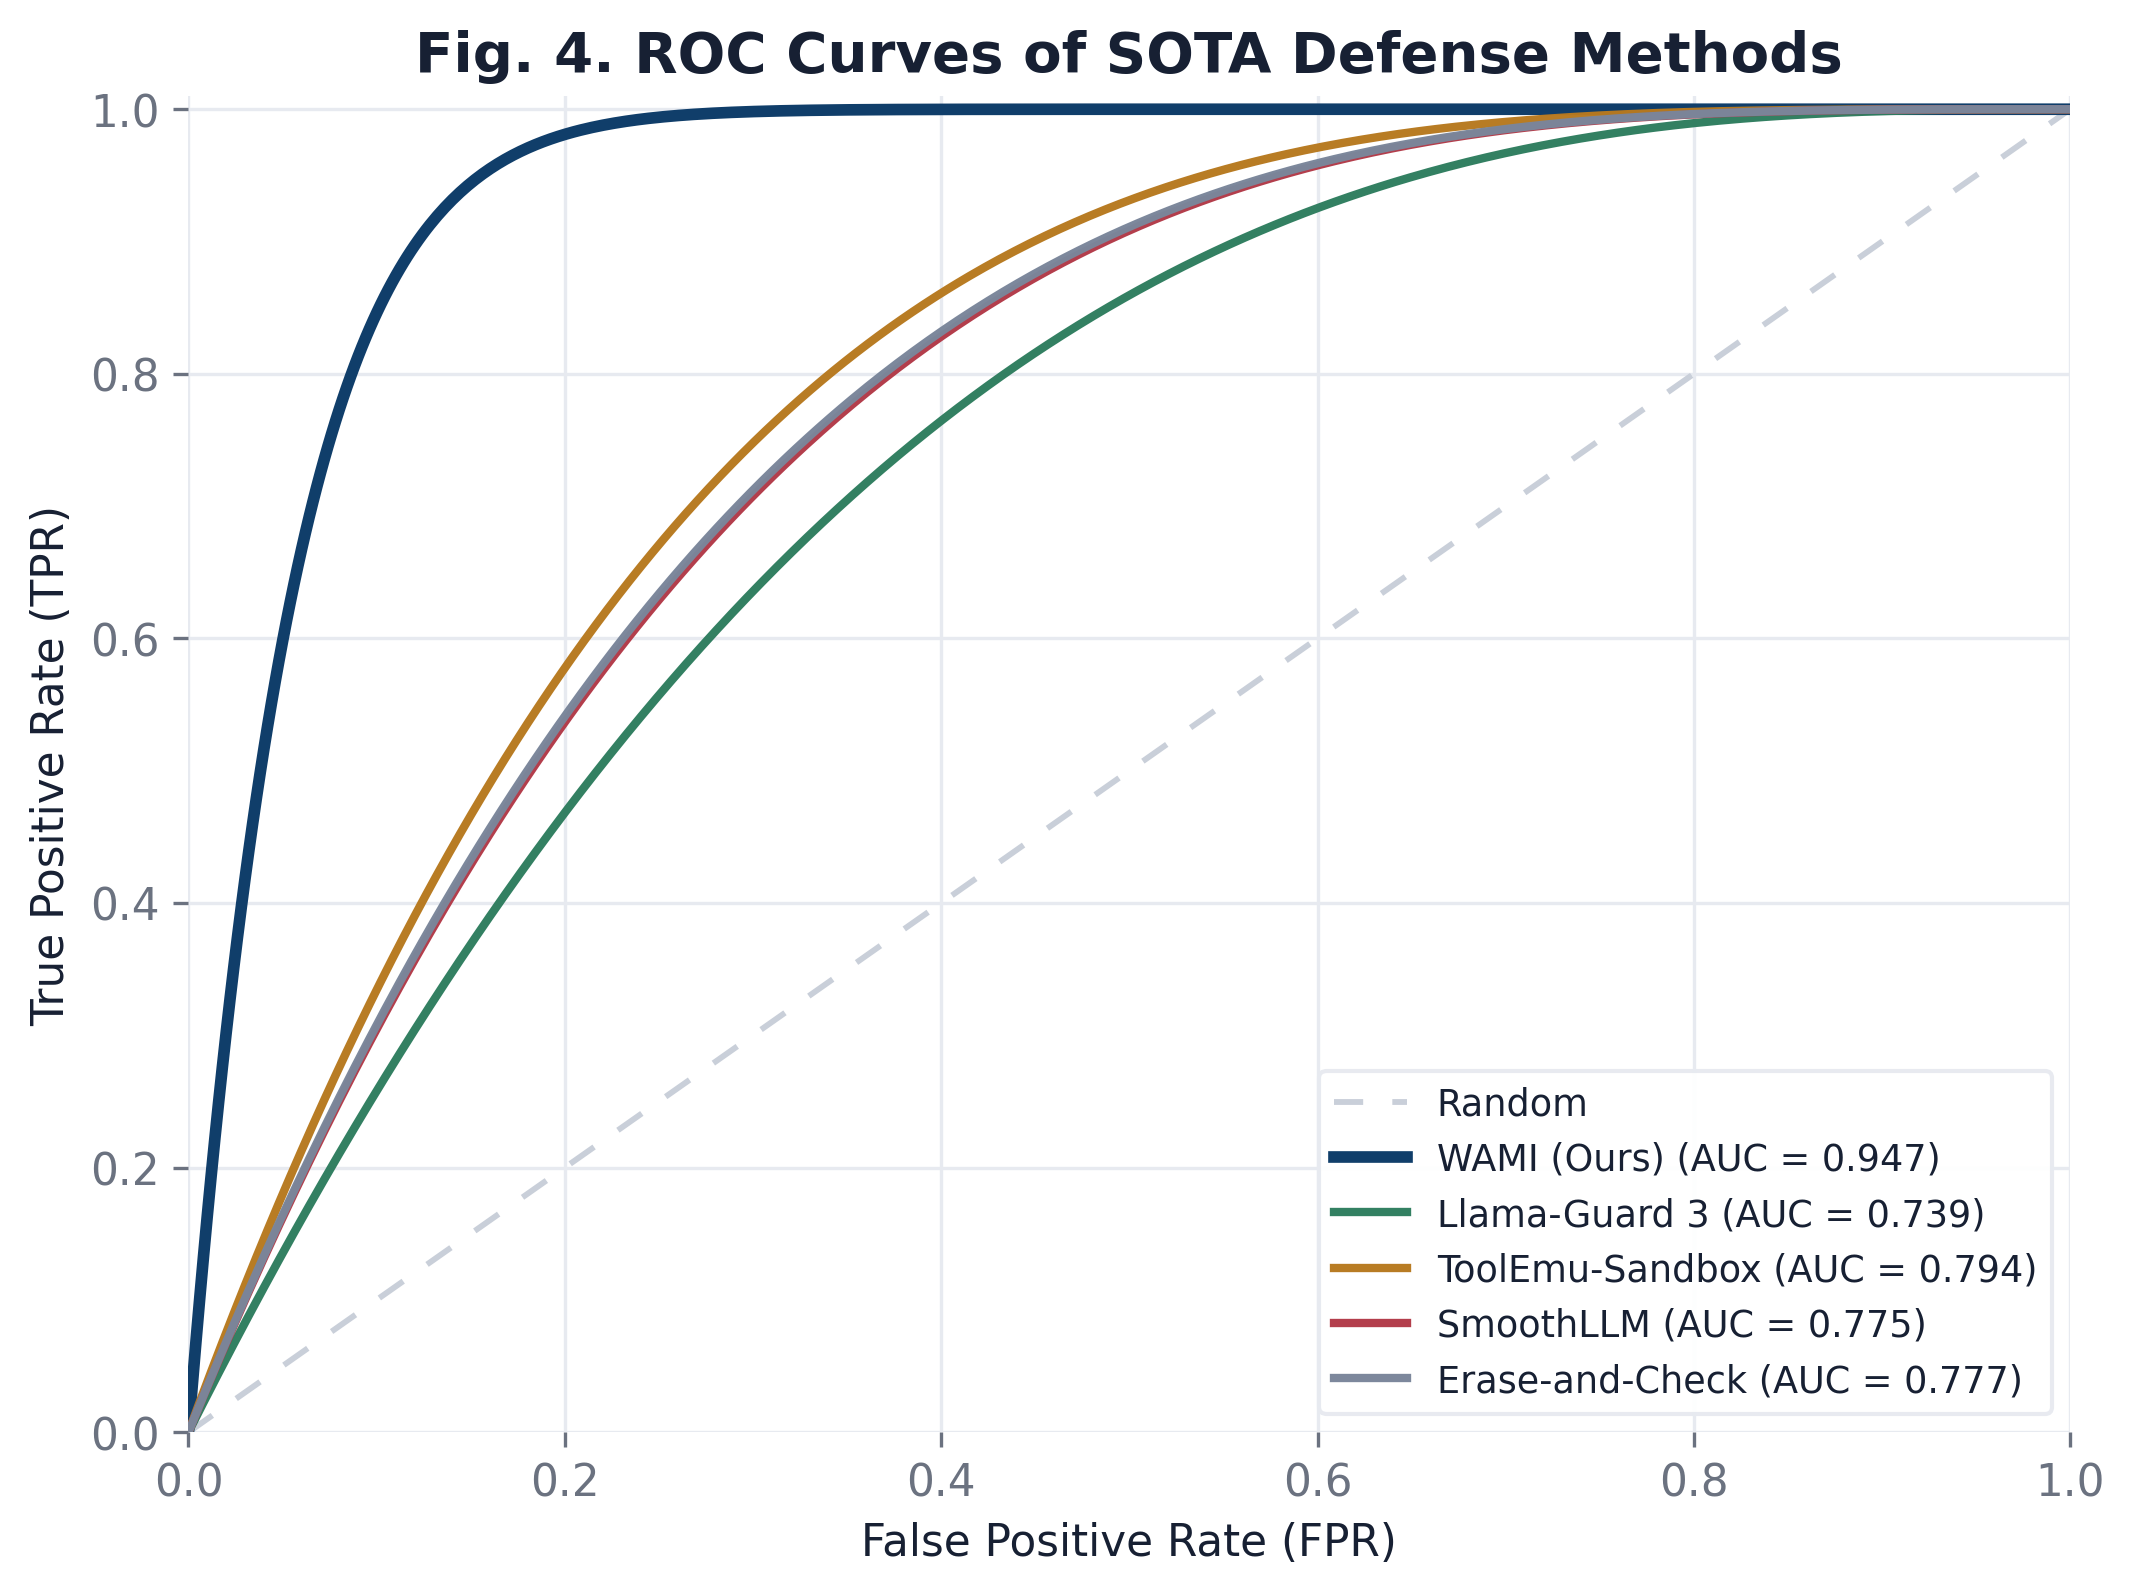 Fig. 4. ROC Curves of SOTA Defense Methods
True Positive Rate (TPR)
1.0
0.8
0.6
0.4
0.2
0.0
Random
WAMI (Ours) (AUC = 0.947)
Llama-Guard 3 (AUC = 0.739)
ToolEmu-Sandbox (AUC = 0.794)
SmoothLLM (AUC = 0.775)
Erase-and-Check (AUC = 0.777)
0.0 0.2 0.4 0.6 0.8 1.0
False Positive Rate (FPR)